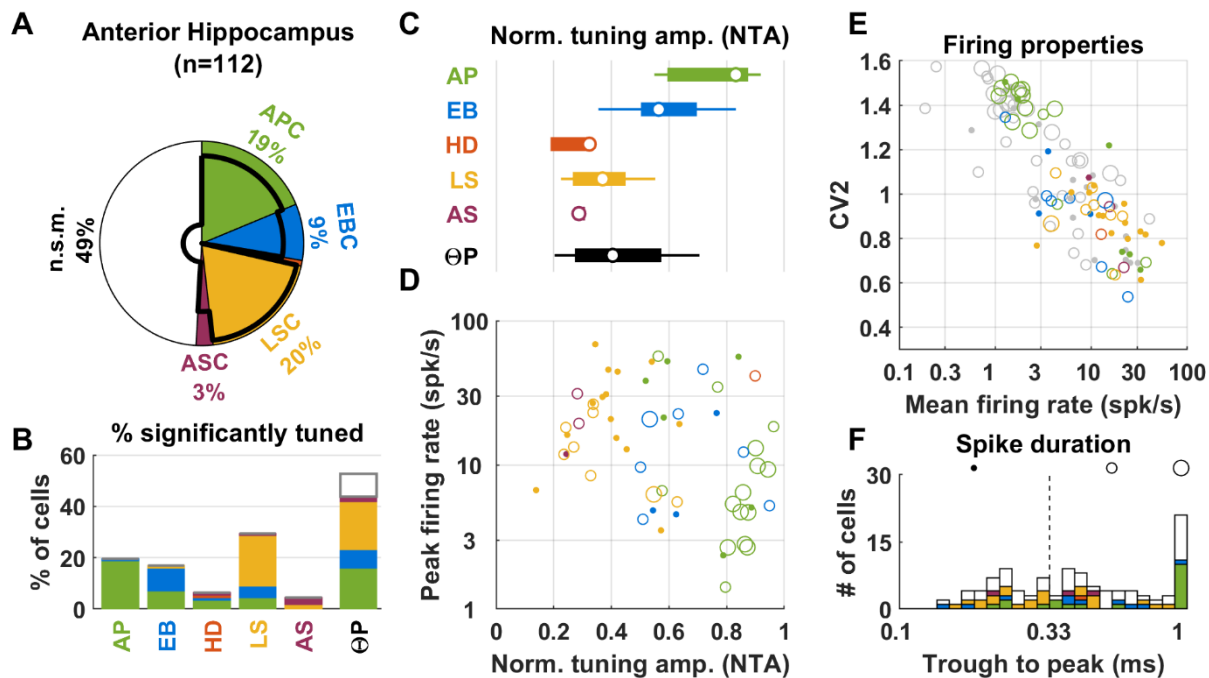 A
Anterior Hippocampus
(n=112)
APC
19%
EBC
9%
n.s.m.
49%
LSC
20%
ASC
3%
B
% significantly tuned
% of cells
60
40
20
0
AP
EB
HD
LS
AS
ΘP
C
Norm. tuning amp. (NTA)
AP
EB
HD
LS
AS
ΘP
D
Peak firing rate (spk/s)
100
30
10
3
1
0
0.2
0.4
0.6
0.8
1
Norm. tuning amp. (NTA)
E
Firing properties
CV2
1.6
1.4
1.2
1
0.8
0.6
0.4
0.1
0.3
1
3
10
30
100
Mean firing rate (spk/s)
F
Spike duration
# of cells
30
15
0
0.1
0.33
1
Trough to peak (ms)